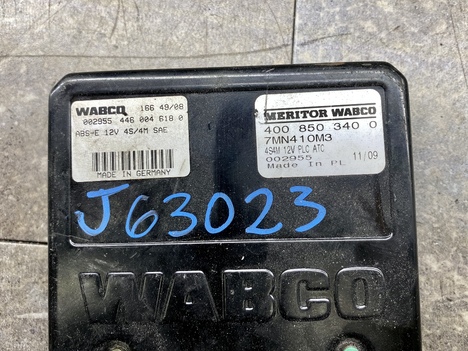 WABCO 166 49/08
002955 446 004 618 0
ABS-E 12V 4S/4M SAE
MADE IN GERMANY
MERITOR WABCO
400 850 340 0
7MN410M3
4S4M 12V PLC ATC
002955 11/09
Made In PL
J63023
WABCO